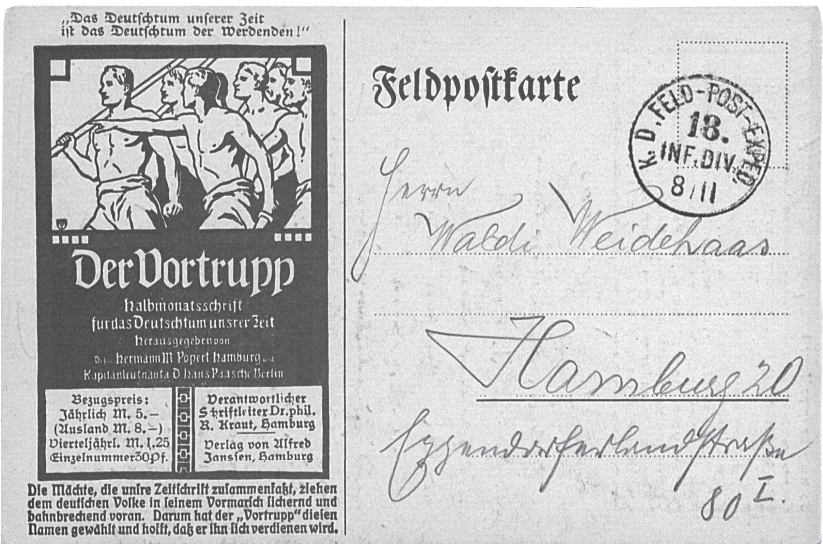 „Das Deutſchtum unſerer Zeit
iſt das Deutſchtum der Werdenden!“
Der Vortrupp
Halbmonatsſchrift
für das Deutſchtum unsrer Zeit
Herausgegeben von
Dr. Hermann M Popert Hamburg und
Kapitänleutnant a D Hans Paasche Berlin
Bezugspreis:
Jährlich M. 5.–
(Ausland M. 8.–)
Vierteljährl. M. 1.25
Einzelnummer 30 Pf.
Verantwortlicher
Schriftleiter Dr. phil.
R. Kraut, Hamburg
Verlag von Alfred
Janssen, Hamburg
Die Mächte, die unſre Zeitſchrift zuſammenfaßt, ziehen
dem deutſchen Volke in ſeinem Vormarſch ſichernd und
bahnbrechend voran. Darum hat der „Vortrupp“ dieſen
Namen gewählt und hofft, daß er ihn ſich verdienen wird.
Feldpoſtkarte
K. D. FELD-POST-EXPED.
18.
INF. DIV.
8/11
Herrn
Waldi Weidehaas
Hamburg 20
Eppendorferlandstraße
80 I.